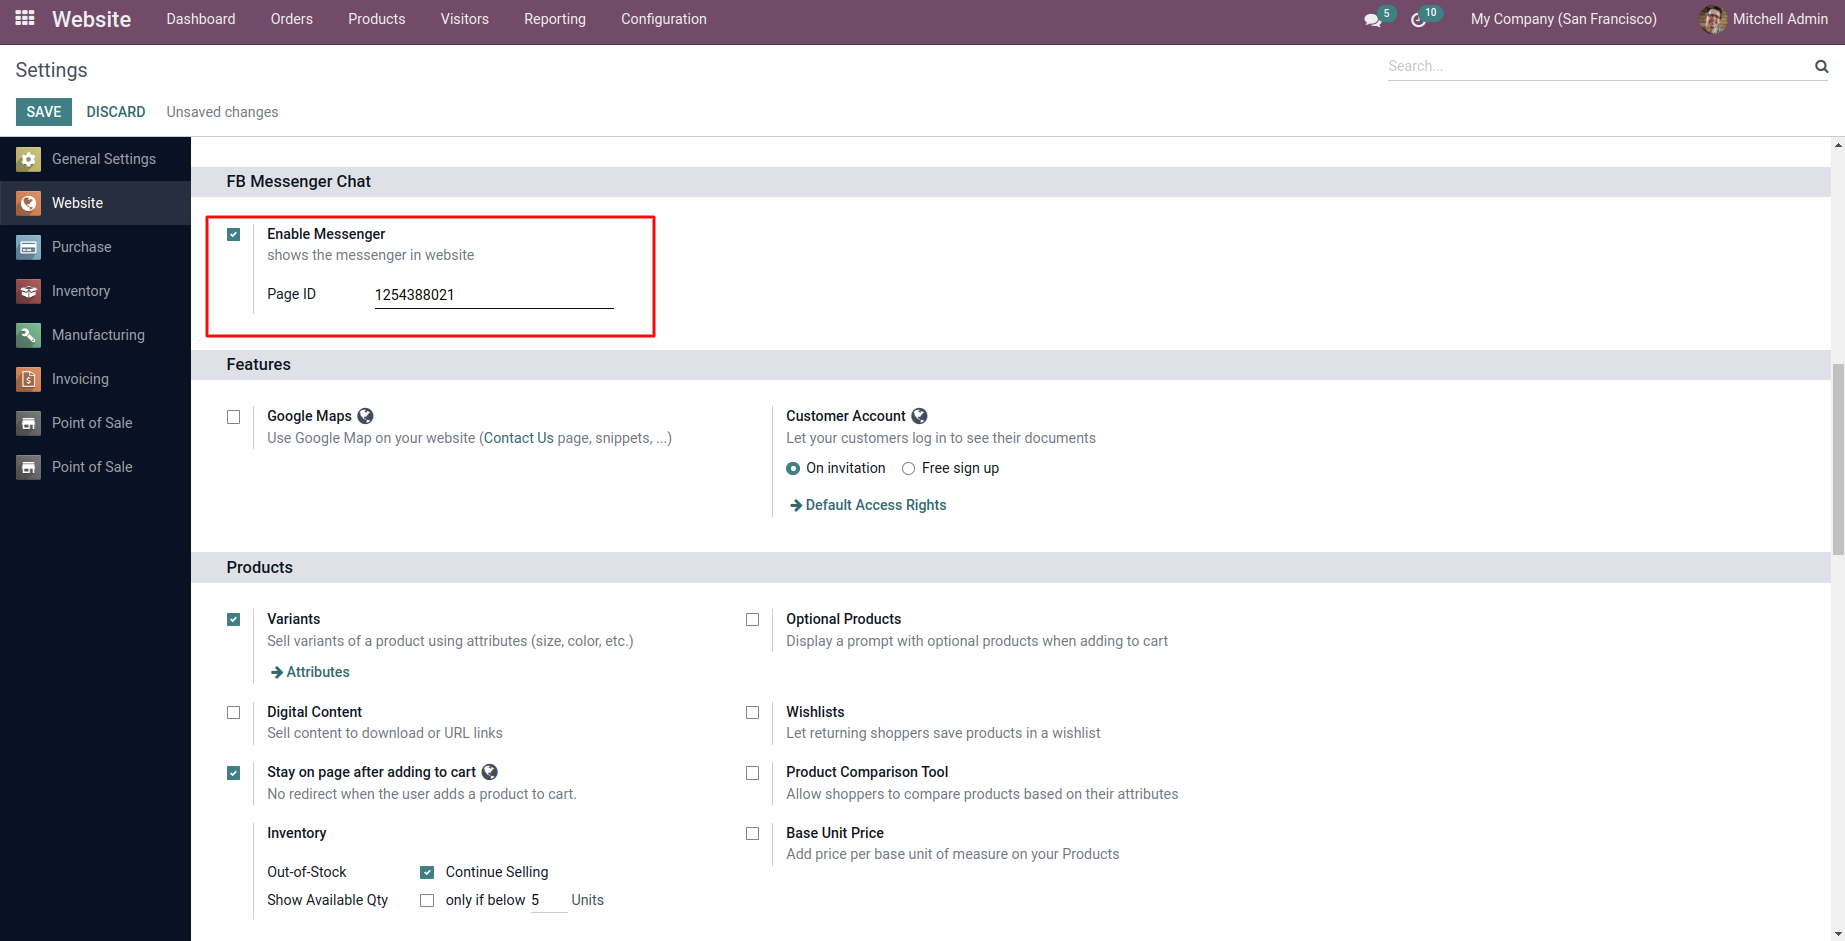 Website Dashboard Orders Products Visitors Reporting Configuration 5 10 My Company (San Francisco) Mitchell Admin
Settings
Search...
SAVE DISCARD Unsaved changes
General Settings
Website
Purchase
Inventory
Manufacturing
Invoicing
Point of Sale
Point of Sale
FB Messenger Chat
Enable Messenger
shows the messenger in website
Page ID 1254388021
Features
Google Maps
Use Google Map on your website (Contact Us page, snippets, ...)
Customer Account
Let your customers log in to see their documents
On invitation Free sign up
Default Access Rights
Products
Variants
Sell variants of a product using attributes (size, color, etc.)
Attributes
Optional Products
Display a prompt with optional products when adding to cart
Digital Content
Sell content to download or URL links
Wishlists
Let returning shoppers save products in a wishlist
Stay on page after adding to cart
No redirect when the user adds a product to cart.
Product Comparison Tool
Allow shoppers to compare products based on their attributes
Inventory
Out-of-Stock Continue Selling
Show Available Qty only if below 5 Units
Base Unit Price
Add price per base unit of measure on your Products